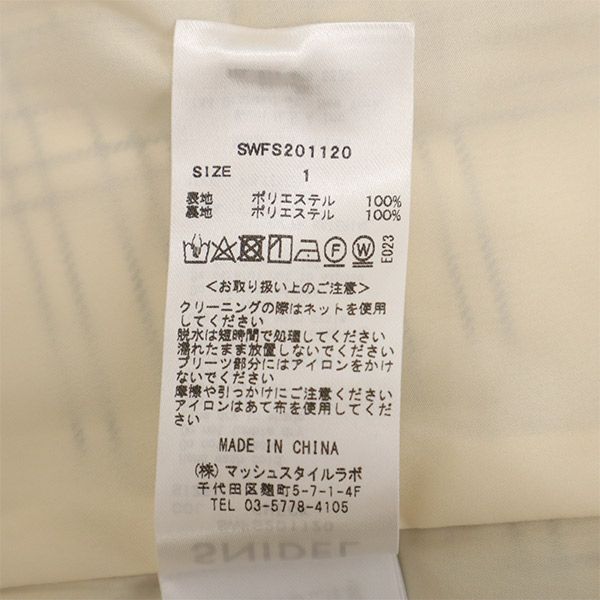 SWFS201120
SIZE 1
表地 ポリエステル 100%
裏地 ポリエステル 100%
F W E023
<お取り扱い上のご注意>
クリーニングの際はネットを使用
してください
脱水は短時間で処理してください
濡れたまま放置しないでください
プリーツ部分にはアイロンをかけ
ないでください
摩擦や引っかけにご注意ください
アイロンはあて布を使用してくだ
さい
MADE IN CHINA
(株)マッシュスタイルラボ
千代田区麹町5-7-1-4F
TEL 03-5778-4105
SWFS201120
SNIDEL